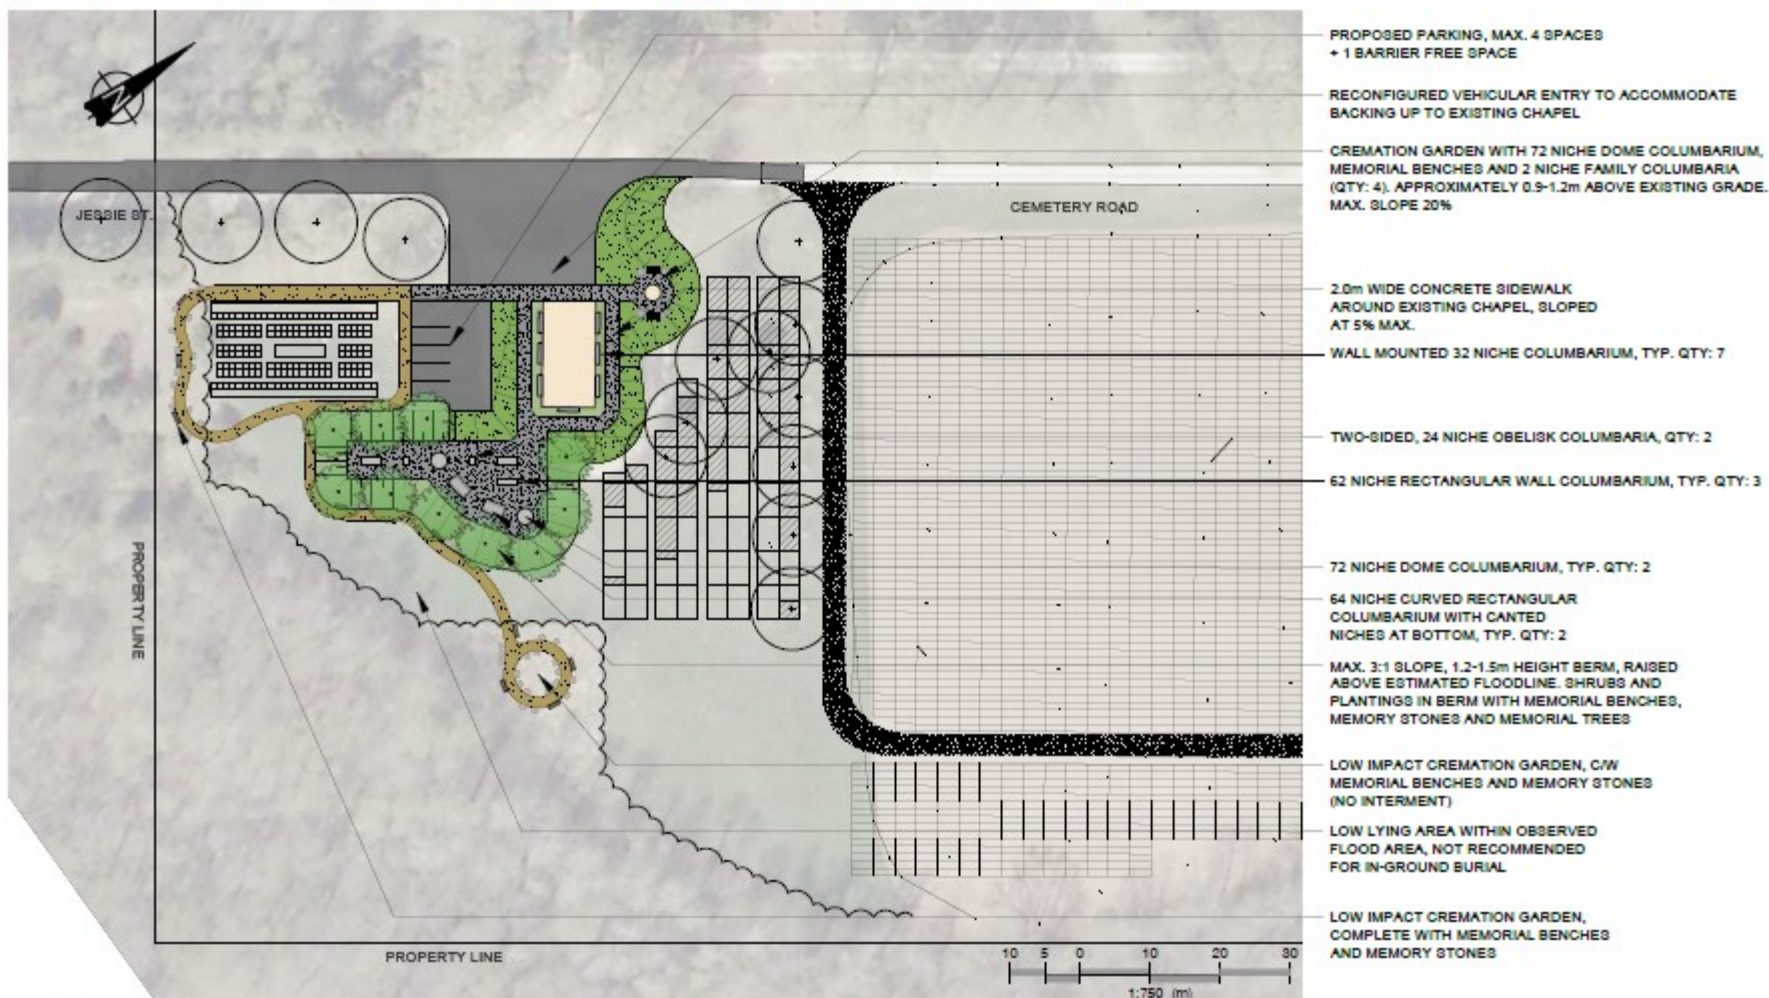 PROPOSED PARKING, MAX. 4 SPACES
+ 1 BARRIER FREE SPACE
RECONFIGURED VEHICULAR ENTRY TO ACCOMMODATE
BACKING UP TO EXISTING CHAPEL
CREMATION GARDEN WITH 72 NICHE DOME COLUMBARIUM,
MEMORIAL BENCHES AND 2 NICHE FAMILY COLUMBARIA
(QTY: 4). APPROXIMATELY 0.9-1.2m ABOVE EXISTING GRADE.
MAX. SLOPE 20%
N
JESSIE ST.
CEMETERY ROAD
2.0m WIDE CONCRETE SIDEWALK
AROUND EXISTING CHAPEL, SLOPED
AT 5% MAX.
WALL MOUNTED 32 NICHE COLUMBARIUM, TYP. QTY: 7
TWO-SIDED, 24 NICHE OBELISK COLUMBARIA, QTY: 2
62 NICHE RECTANGULAR WALL COLUMBARIUM, TYP. QTY: 3
PROPERTY LINE
72 NICHE DOME COLUMBARIUM, TYP. QTY: 2
64 NICHE CURVED RECTANGULAR
COLUMBARIUM WITH CANTED
NICHES AT BOTTOM, TYP. QTY: 2
MAX. 3:1 SLOPE, 1.2-1.5m HEIGHT BERM, RAISED
ABOVE ESTIMATED FLOODLINE. SHRUBS AND
PLANTINGS IN BERM WITH MEMORIAL BENCHES,
MEMORY STONES AND MEMORIAL TREES
LOW IMPACT CREMATION GARDEN, C/W
MEMORIAL BENCHES AND MEMORY STONES
(NO INTERMENT)
LOW LYING AREA WITHIN OBSERVED
FLOOD AREA, NOT RECOMMENDED
FOR IN-GROUND BURIAL
LOW IMPACT CREMATION GARDEN,
COMPLETE WITH MEMORIAL BENCHES
AND MEMORY STONES
PROPERTY LINE
10 5 0 10 20 30
1:750 (m)